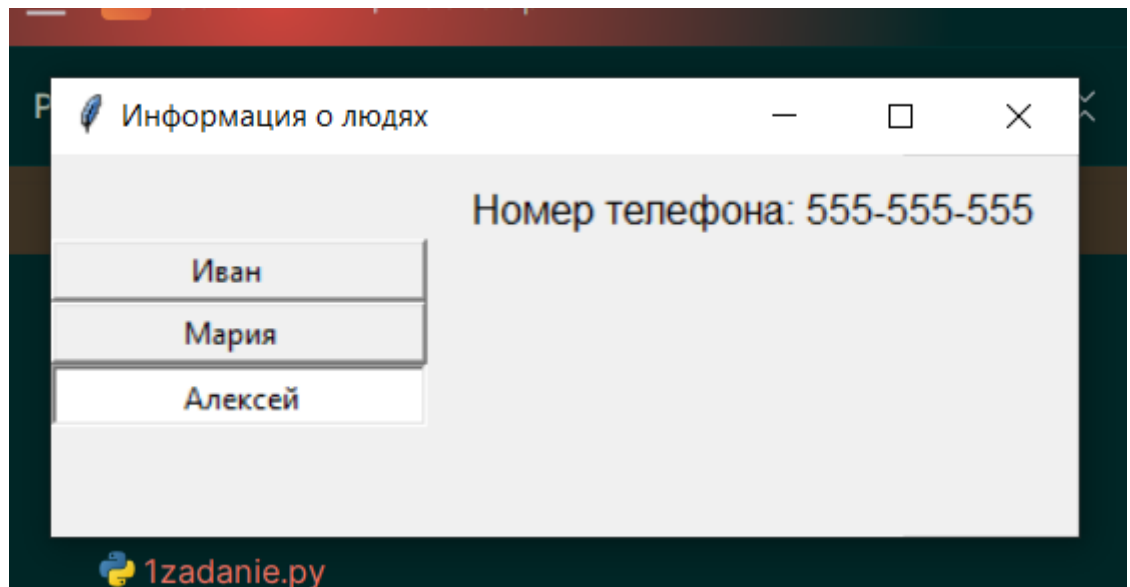 Информация о людях
Номер телефона: 555-555-555
Иван
Мария
Алексей
1zadanie.py